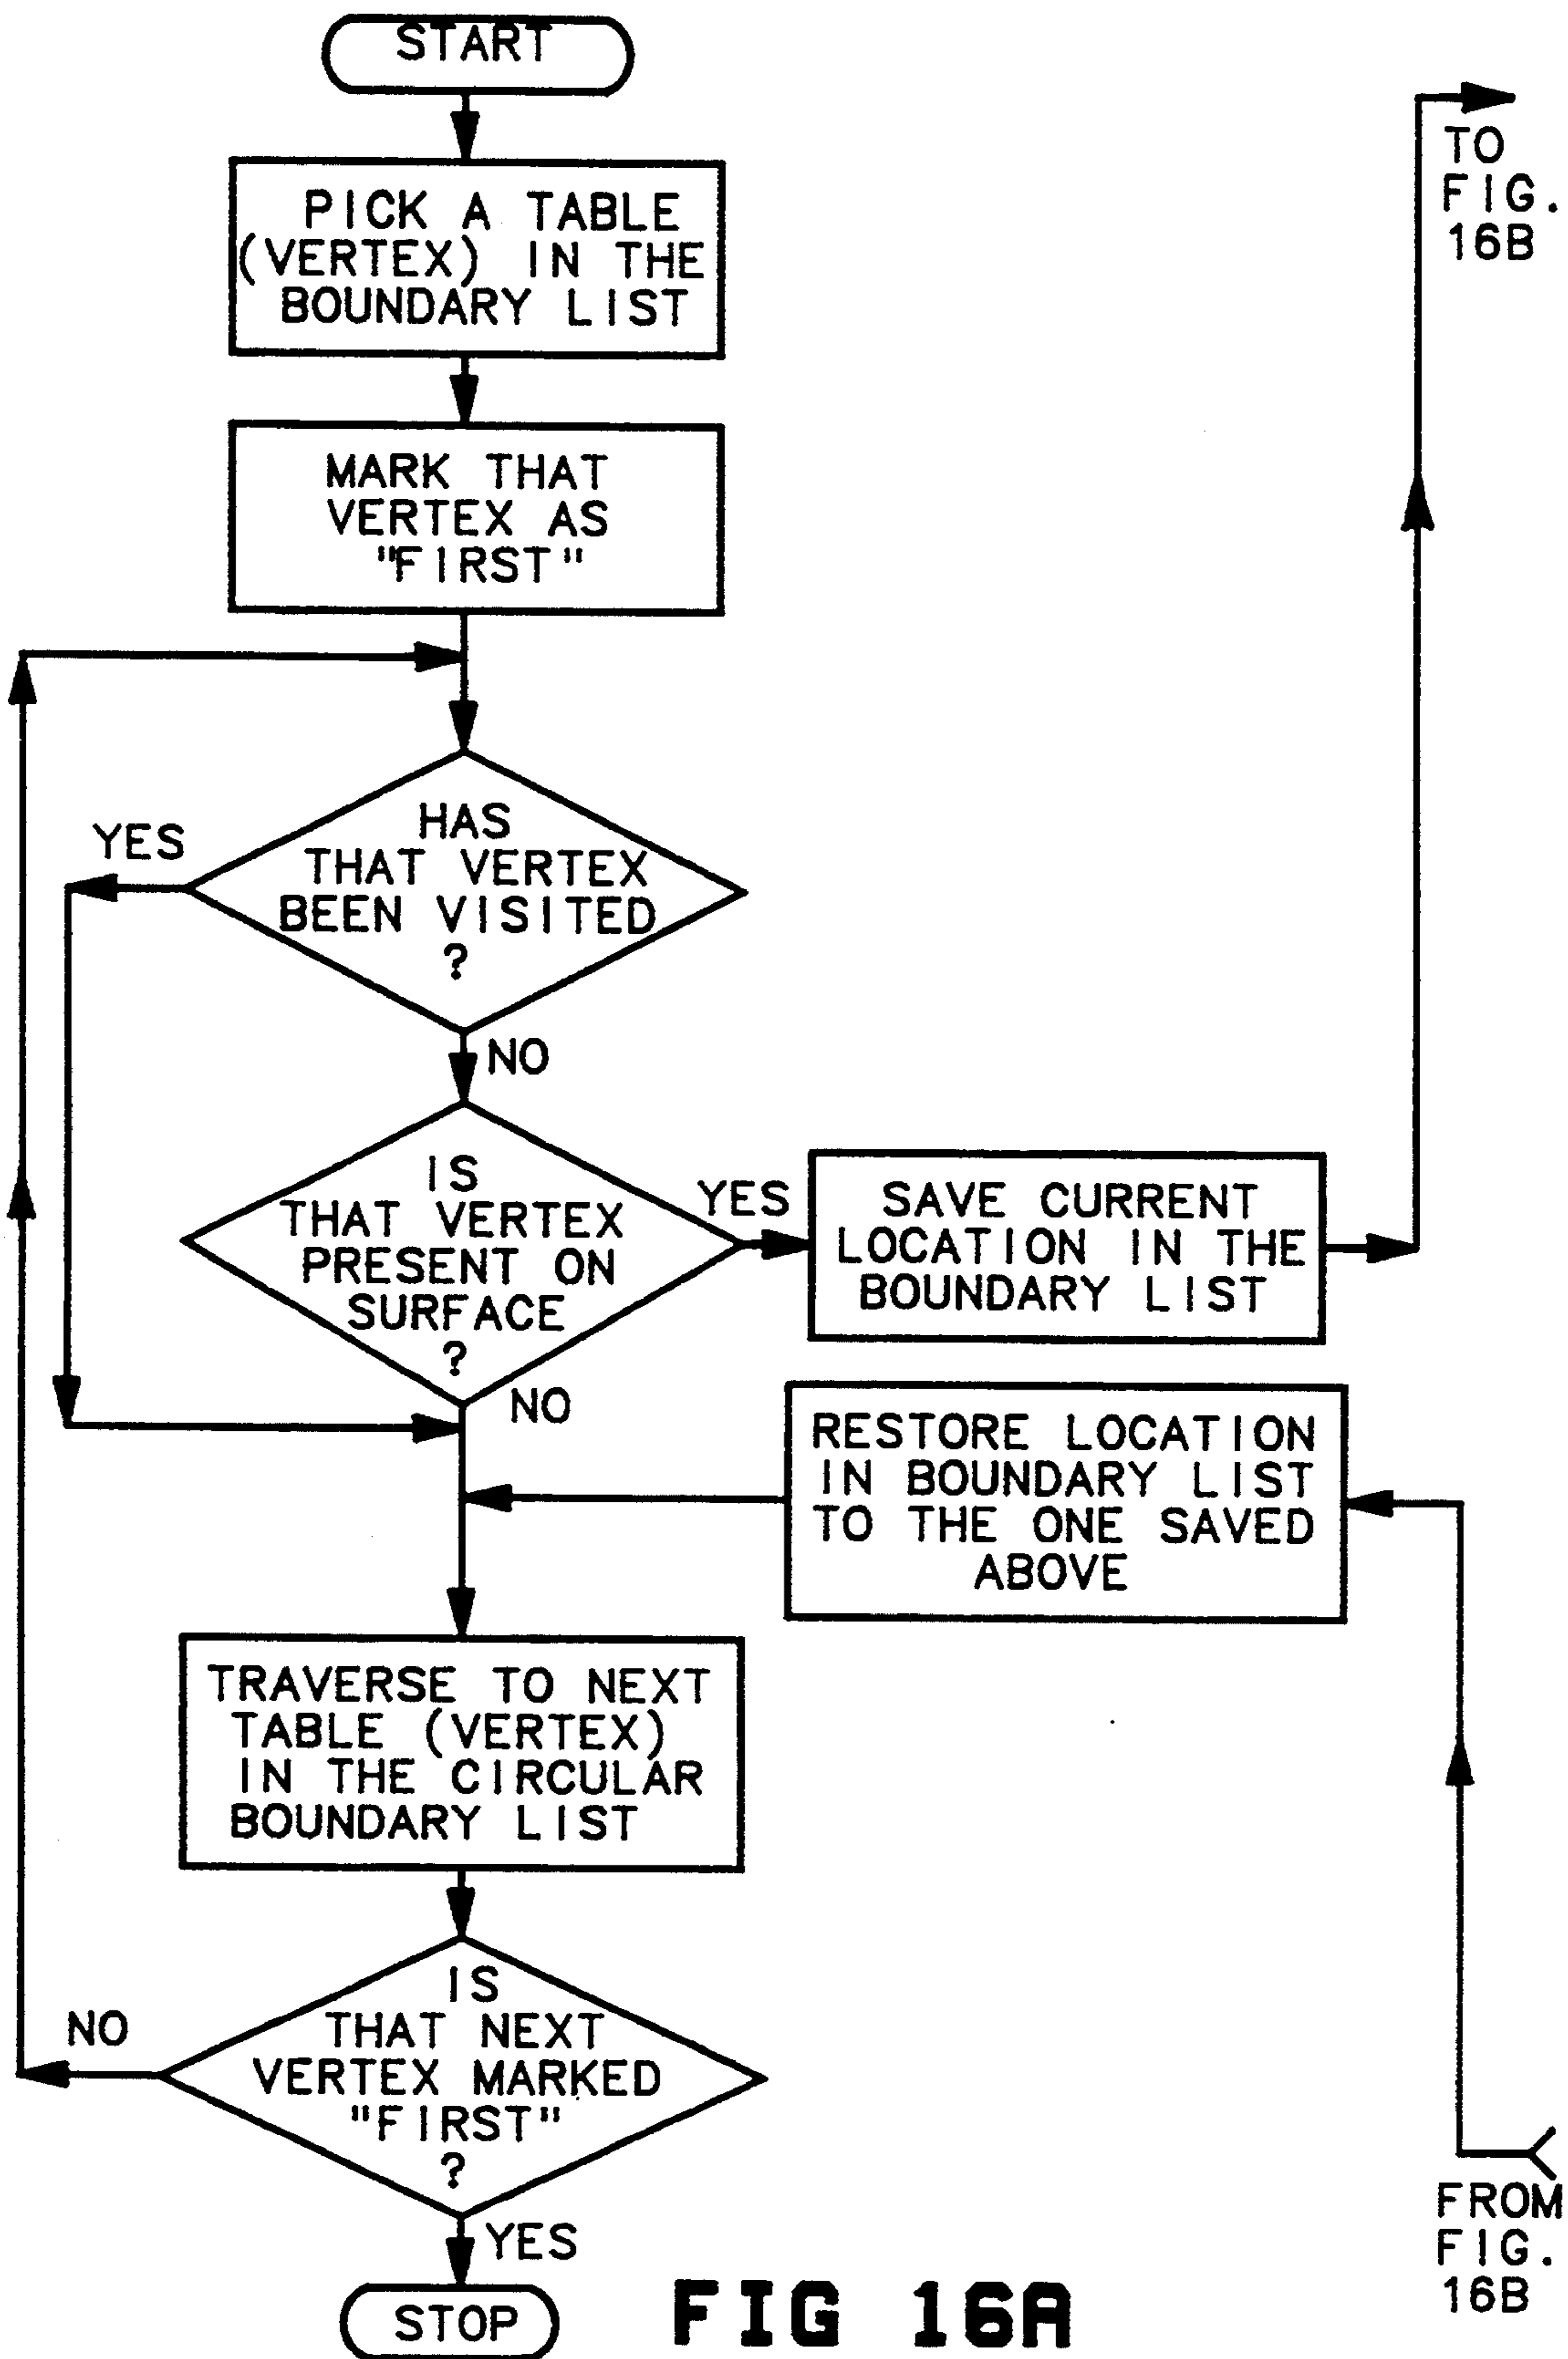 START
PICK A TABLE
(VERTEX) IN THE
BOUNDARY LIST
MARK THAT
VERTEX AS
"FIRST"
HAS
THAT VERTEX
BEEN VISITED
?
YES
NO
IS
THAT VERTEX
PRESENT ON
SURFACE
?
YES
NO
SAVE CURRENT
LOCATION IN THE
BOUNDARY LIST
TO
FIG.
16B
RESTORE LOCATION
IN BOUNDARY LIST
TO THE ONE SAVED
ABOVE
TRAVERSE TO NEXT
TABLE (VERTEX)
IN THE CIRCULAR
BOUNDARY LIST
IS
THAT NEXT
VERTEX MARKED
"FIRST"
?
NO
YES
STOP
FROM
FIG.
16B
FIG 16A